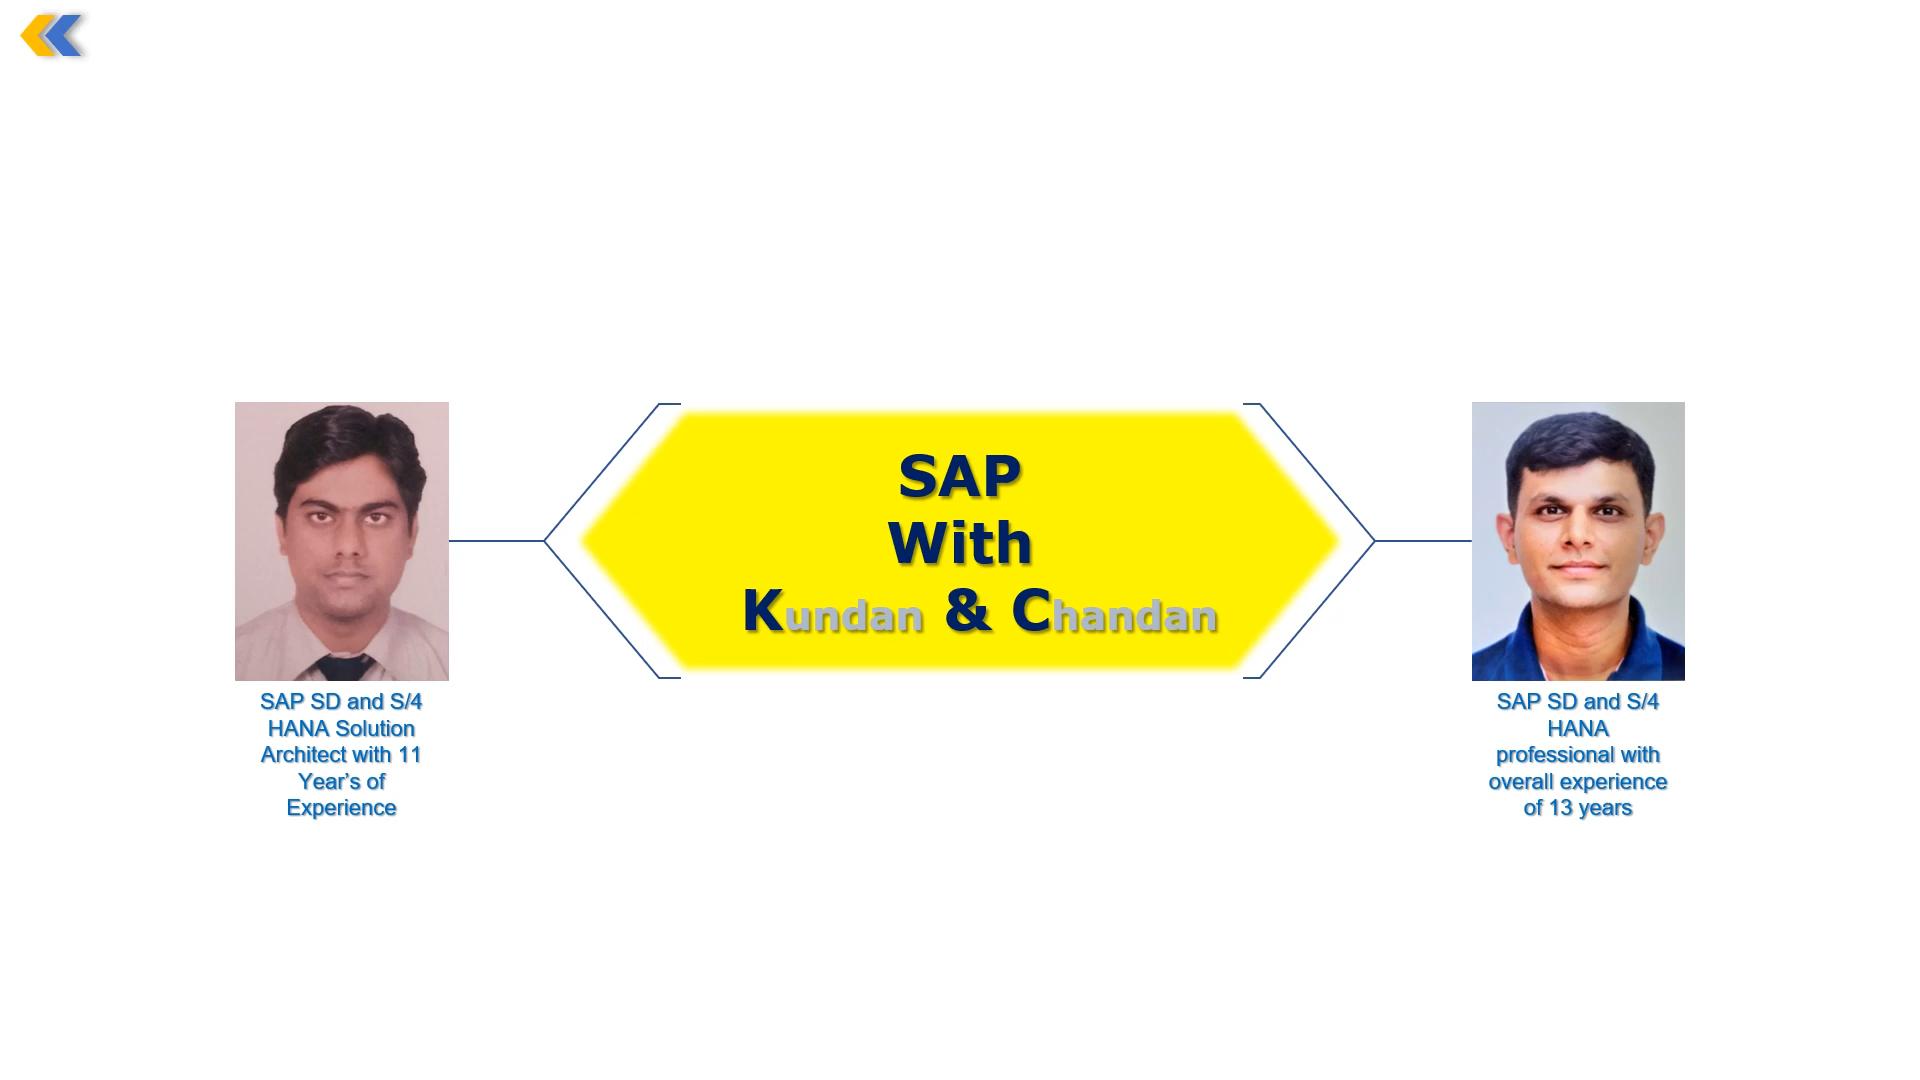 SAP
With
Kundan & Chandan
SAP SD and S/4
HANA Solution
Architect with 11
Year’s of
Experience
SAP SD and S/4
HANA
professional with
overall experience
of 13 years